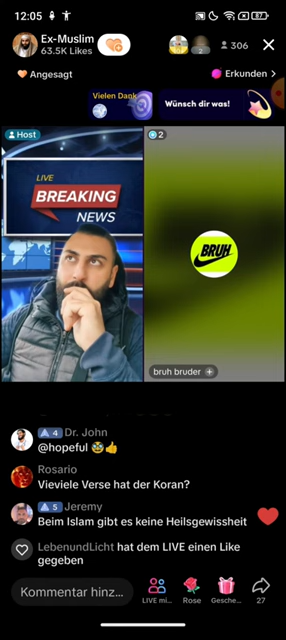 12:05
87
Ex-Muslim
63.5K Likes
306
Angesagt
Erkunden >
Vielen Dank
Wünsch dir was!
Host
2
LIVE
BREAKING
NEWS
BRUH
bruh bruder +
4 Dr. John
@hopeful 🥹👍
Rosario
Vieviele Verse hat der Koran?
5 Jeremy
Beim Islam gibt es keine Heilsgewissheit
LebenundLicht hat dem LIVE einen Like
gegeben
Kommentar hinz...
LIVE mi...
Rose
Gesche...
27